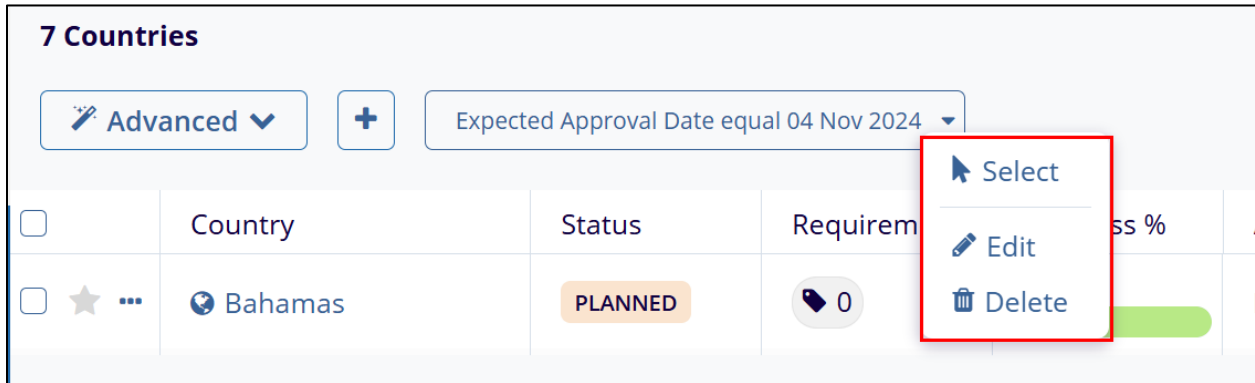 7 Countries
Advanced
Expected Approval Date equal 04 Nov 2024
Select
Edit
Delete
Country Status Requirem ss %
Bahamas PLANNED 0